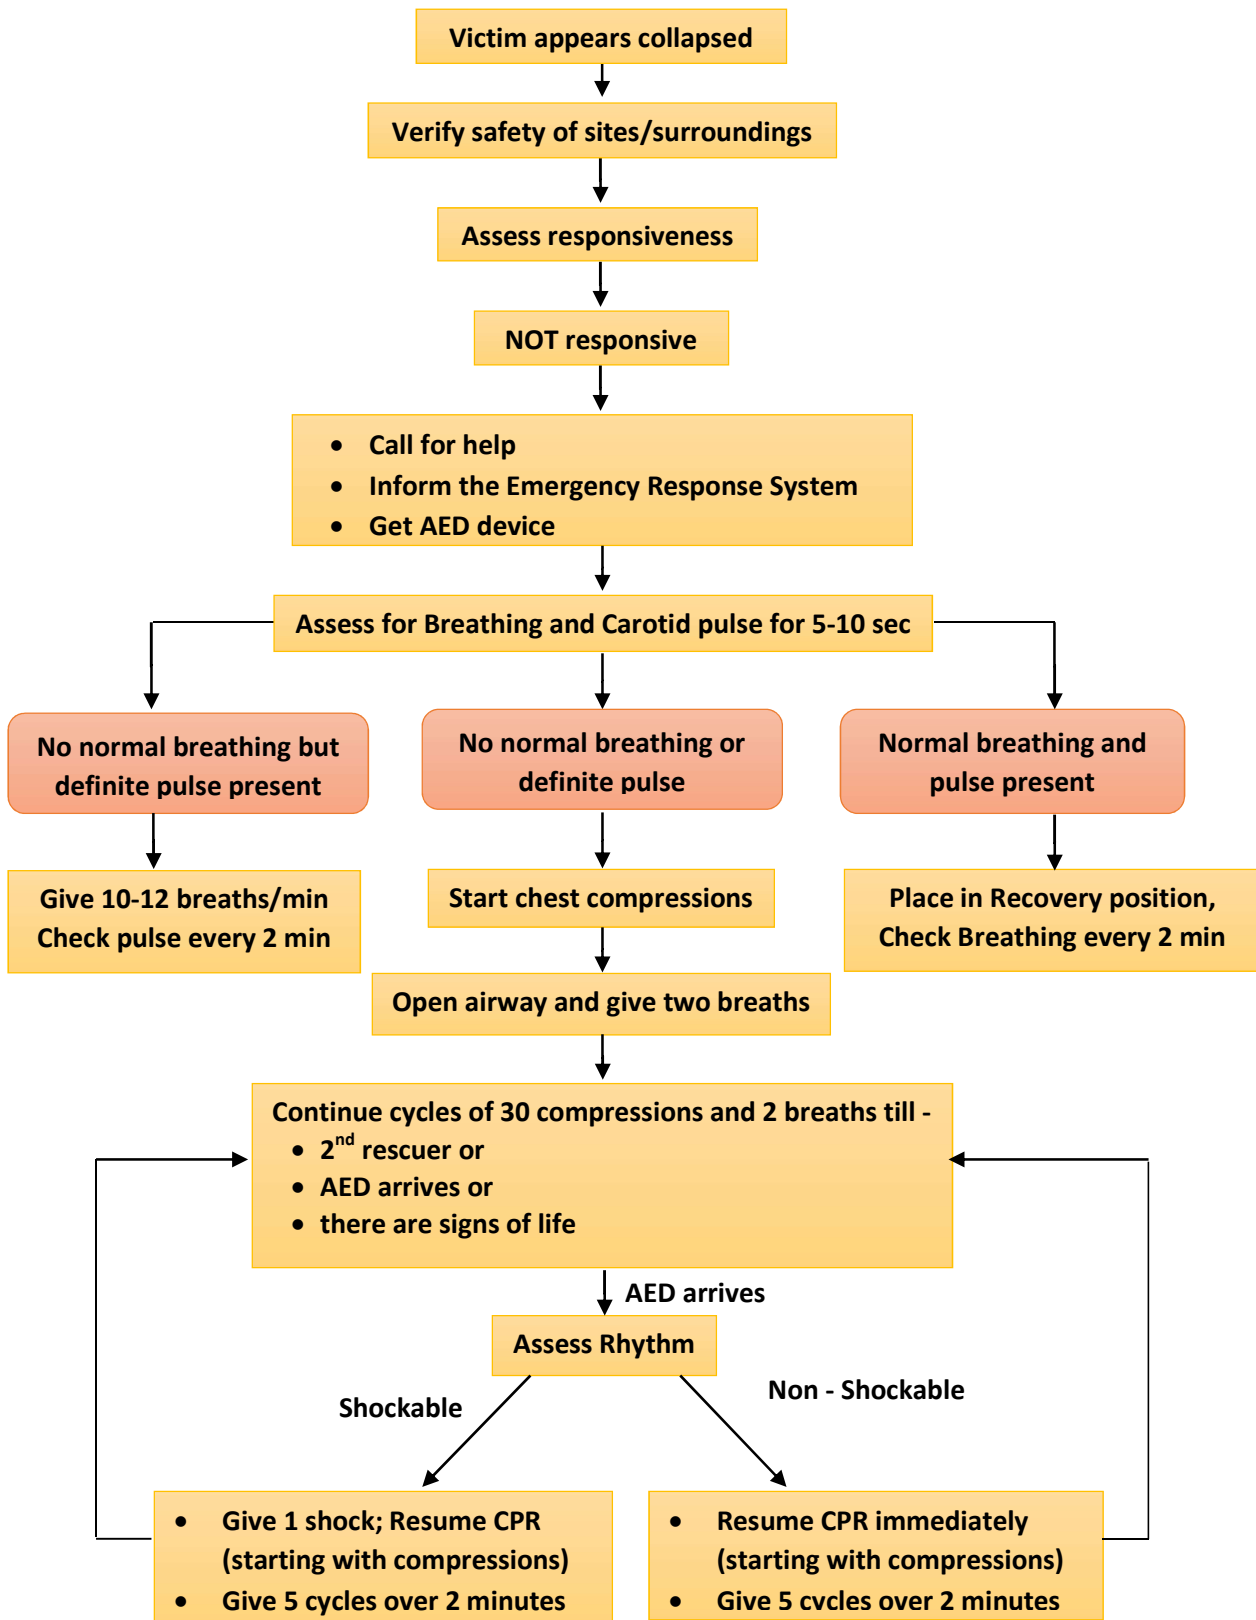 Victim appears collapsed
Verify safety of sites/surroundings
Assess responsiveness
NOT responsive
• Call for help
• Inform the Emergency Response System
• Get AED device
Assess for Breathing and Carotid pulse for 5-10 sec
No normal breathing but
definite pulse present
No normal breathing or
definite pulse
Normal breathing and
pulse present
Give 10-12 breaths/min
Check pulse every 2 min
Start chest compressions
Place in Recovery position,
Check Breathing every 2 min
Open airway and give two breaths
Continue cycles of 30 compressions and 2 breaths till -
• 2nd rescuer or
• AED arrives or
• there are signs of life
AED arrives
Assess Rhythm
Shockable
Non - Shockable
• Give 1 shock; Resume CPR
(starting with compressions)
• Give 5 cycles over 2 minutes
• Resume CPR immediately
(starting with compressions)
• Give 5 cycles over 2 minutes